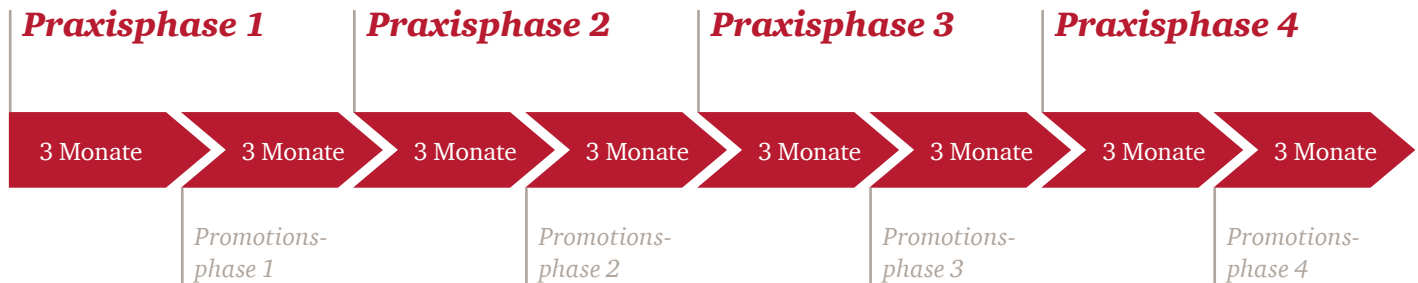 Praxisphase 1
Praxisphase 2
Praxisphase 3
Praxisphase 4
3 Monate
3 Monate
3 Monate
3 Monate
3 Monate
3 Monate
3 Monate
3 Monate
Promotions-
phase 1
Promotions-
phase 2
Promotions-
phase 3
Promotions-
phase 4